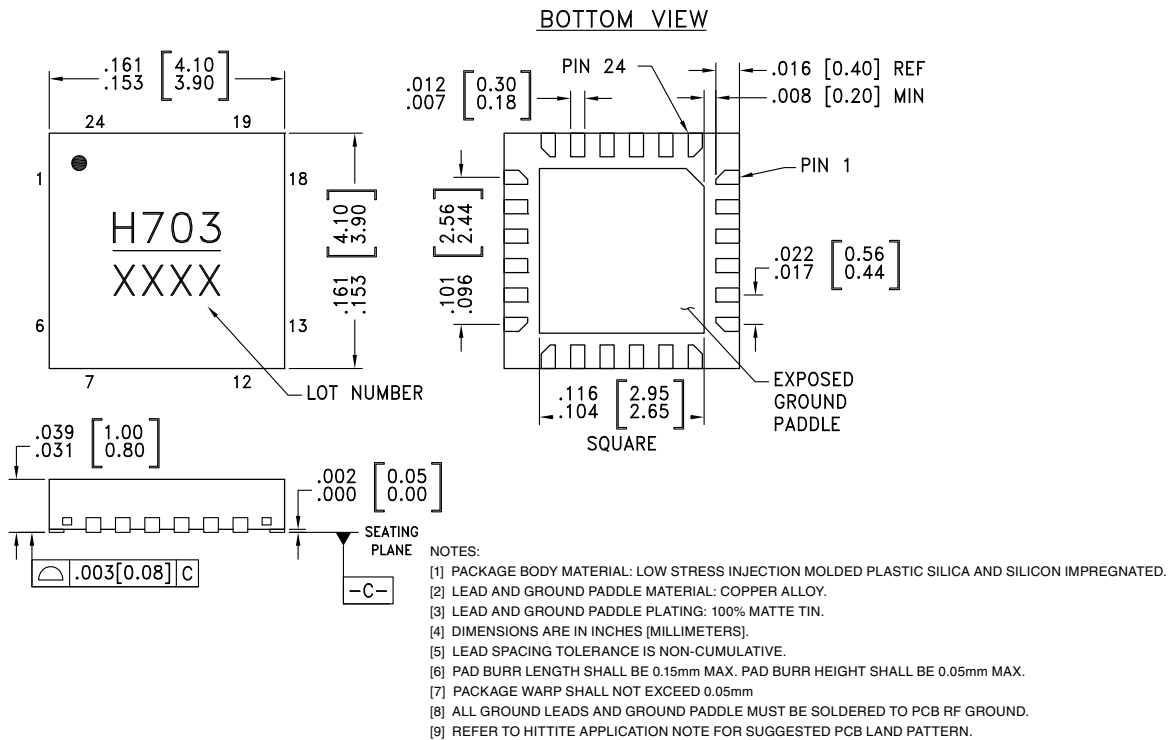 BOTTOM VIEW
.161 [4.10]
.153 [3.90]
24 19
1 18
H703
XXXX
6 13
7 12
LOT NUMBER
.161 [4.10]
.153 [3.90]
.012 [0.30]
.007 [0.18]
PIN 24
.016 [0.40] REF
.008 [0.20] MIN
PIN 1
.101 [2.56]
.096 [2.44]
.022 [0.56]
.017 [0.44]
.116 [2.95]
.104 [2.65]
SQUARE
EXPOSED
GROUND
PADDLE
.039 [1.00]
.031 [0.80]
.002 [0.05]
.000 [0.00]
SEATING
PLANE
.003[0.08] C
-C-
NOTES:
[1] PACKAGE BODY MATERIAL: LOW STRESS INJECTION MOLDED PLASTIC SILICA AND SILICON IMPREGNATED.
[2] LEAD AND GROUND PADDLE MATERIAL: COPPER ALLOY.
[3] LEAD AND GROUND PADDLE PLATING: 100% MATTE TIN.
[4] DIMENSIONS ARE IN INCHES [MILLIMETERS].
[5] LEAD SPACING TOLERANCE IS NON-CUMULATIVE.
[6] PAD BURR LENGTH SHALL BE 0.15mm MAX. PAD BURR HEIGHT SHALL BE 0.05mm MAX.
[7] PACKAGE WARP SHALL NOT EXCEED 0.05mm
[8] ALL GROUND LEADS AND GROUND PADDLE MUST BE SOLDERED TO PCB RF GROUND.
[9] REFER TO HITTITE APPLICATION NOTE FOR SUGGESTED PCB LAND PATTERN.